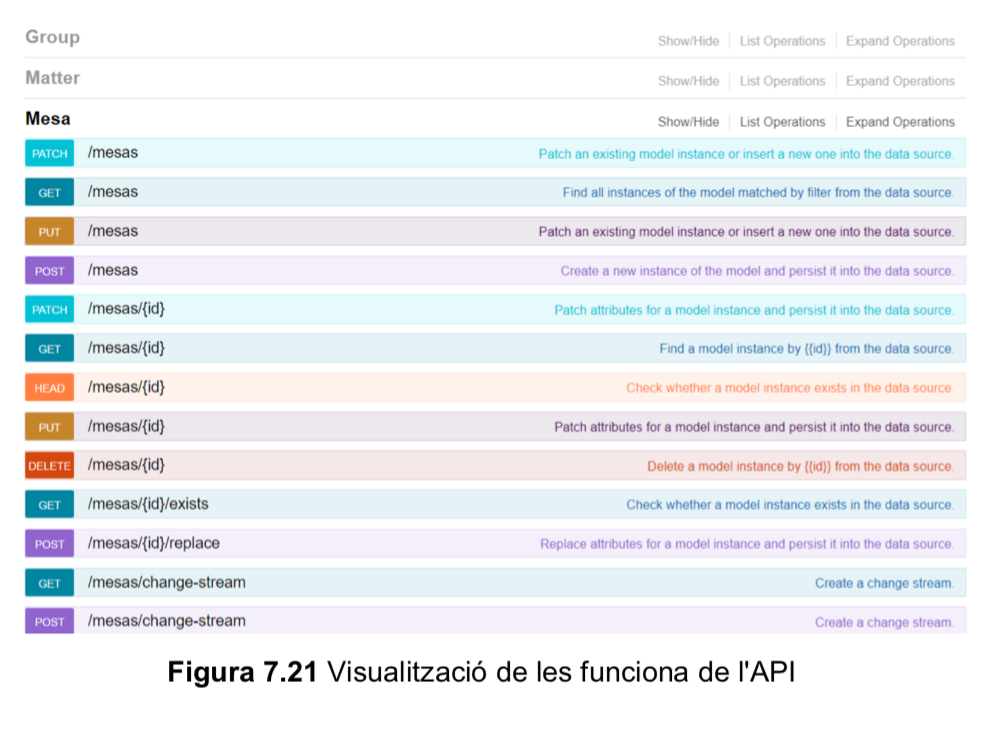 Group Show/Hide List Operations Expand Operations
Matter Show/Hide List Operations Expand Operations
Mesa Show/Hide List Operations Expand Operations
PATCH /mesas Patch an existing model instance or insert a new one into the data source.
GET /mesas Find all instances of the model matched by filter from the data source.
PUT /mesas Patch an existing model instance or insert a new one into the data source.
POST /mesas Create a new instance of the model and persist it into the data source.
PATCH /mesas/{id} Patch attributes for a model instance and persist it into the data source.
GET /mesas/{id} Find a model instance by {{id}} from the data source.
HEAD /mesas/{id} Check whether a model instance exists in the data source.
PUT /mesas/{id} Patch attributes for a model instance and persist it into the data source.
DELETE /mesas/{id} Delete a model instance by {{id}} from the data source.
GET /mesas/{id}/exists Check whether a model instance exists in the data source.
POST /mesas/{id}/replace Replace attributes for a model instance and persist it into the data source.
GET /mesas/change-stream Create a change stream.
POST /mesas/change-stream Create a change stream.
Figura 7.21 Visualització de les funciona de l'API